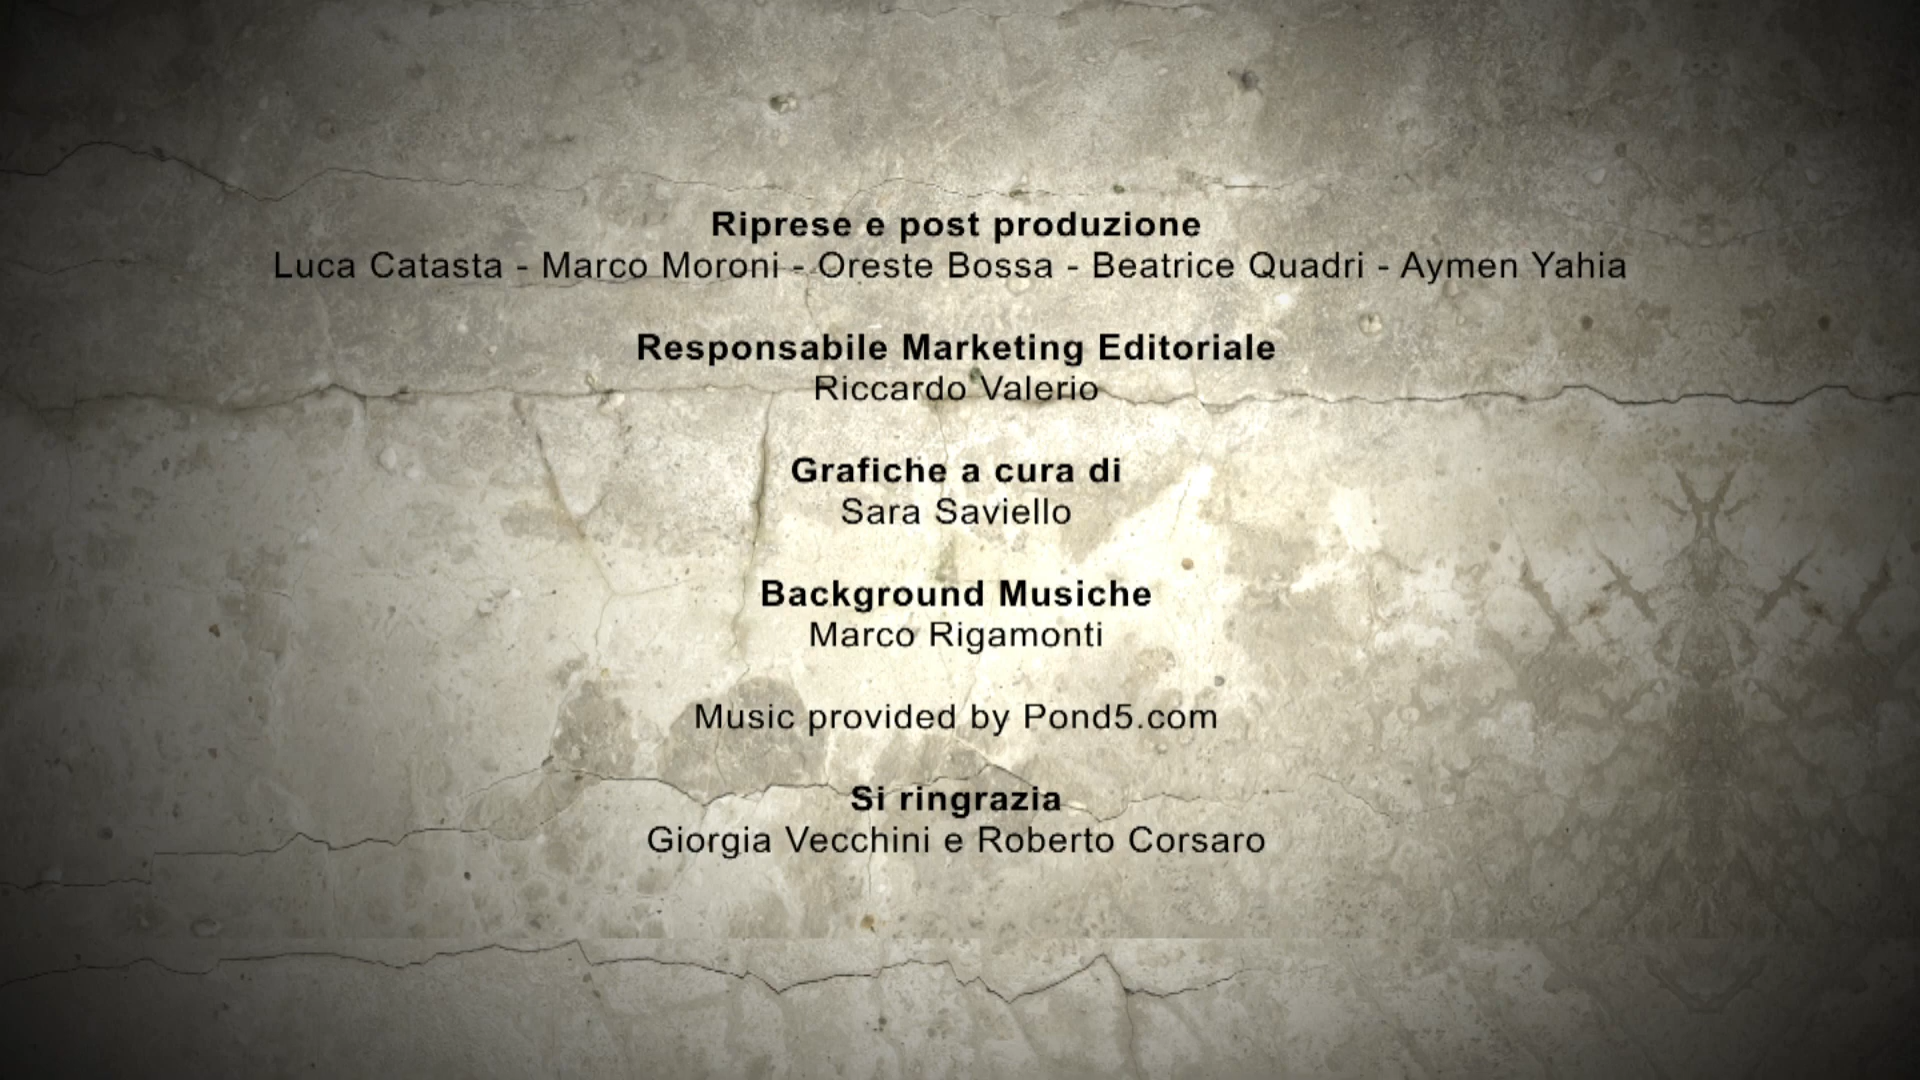 Riprese e post produzione
Luca Catasta - Marco Moroni - Oreste Bossa - Beatrice Quadri - Aymen Yahia
Responsabile Marketing Editoriale
Riccardo Valerio
Grafiche a cura di
Sara Saviello
Background Musiche
Marco Rigamonti
Music provided by Pond5.com
Si ringrazia
Giorgia Vecchini e Roberto Corsaro